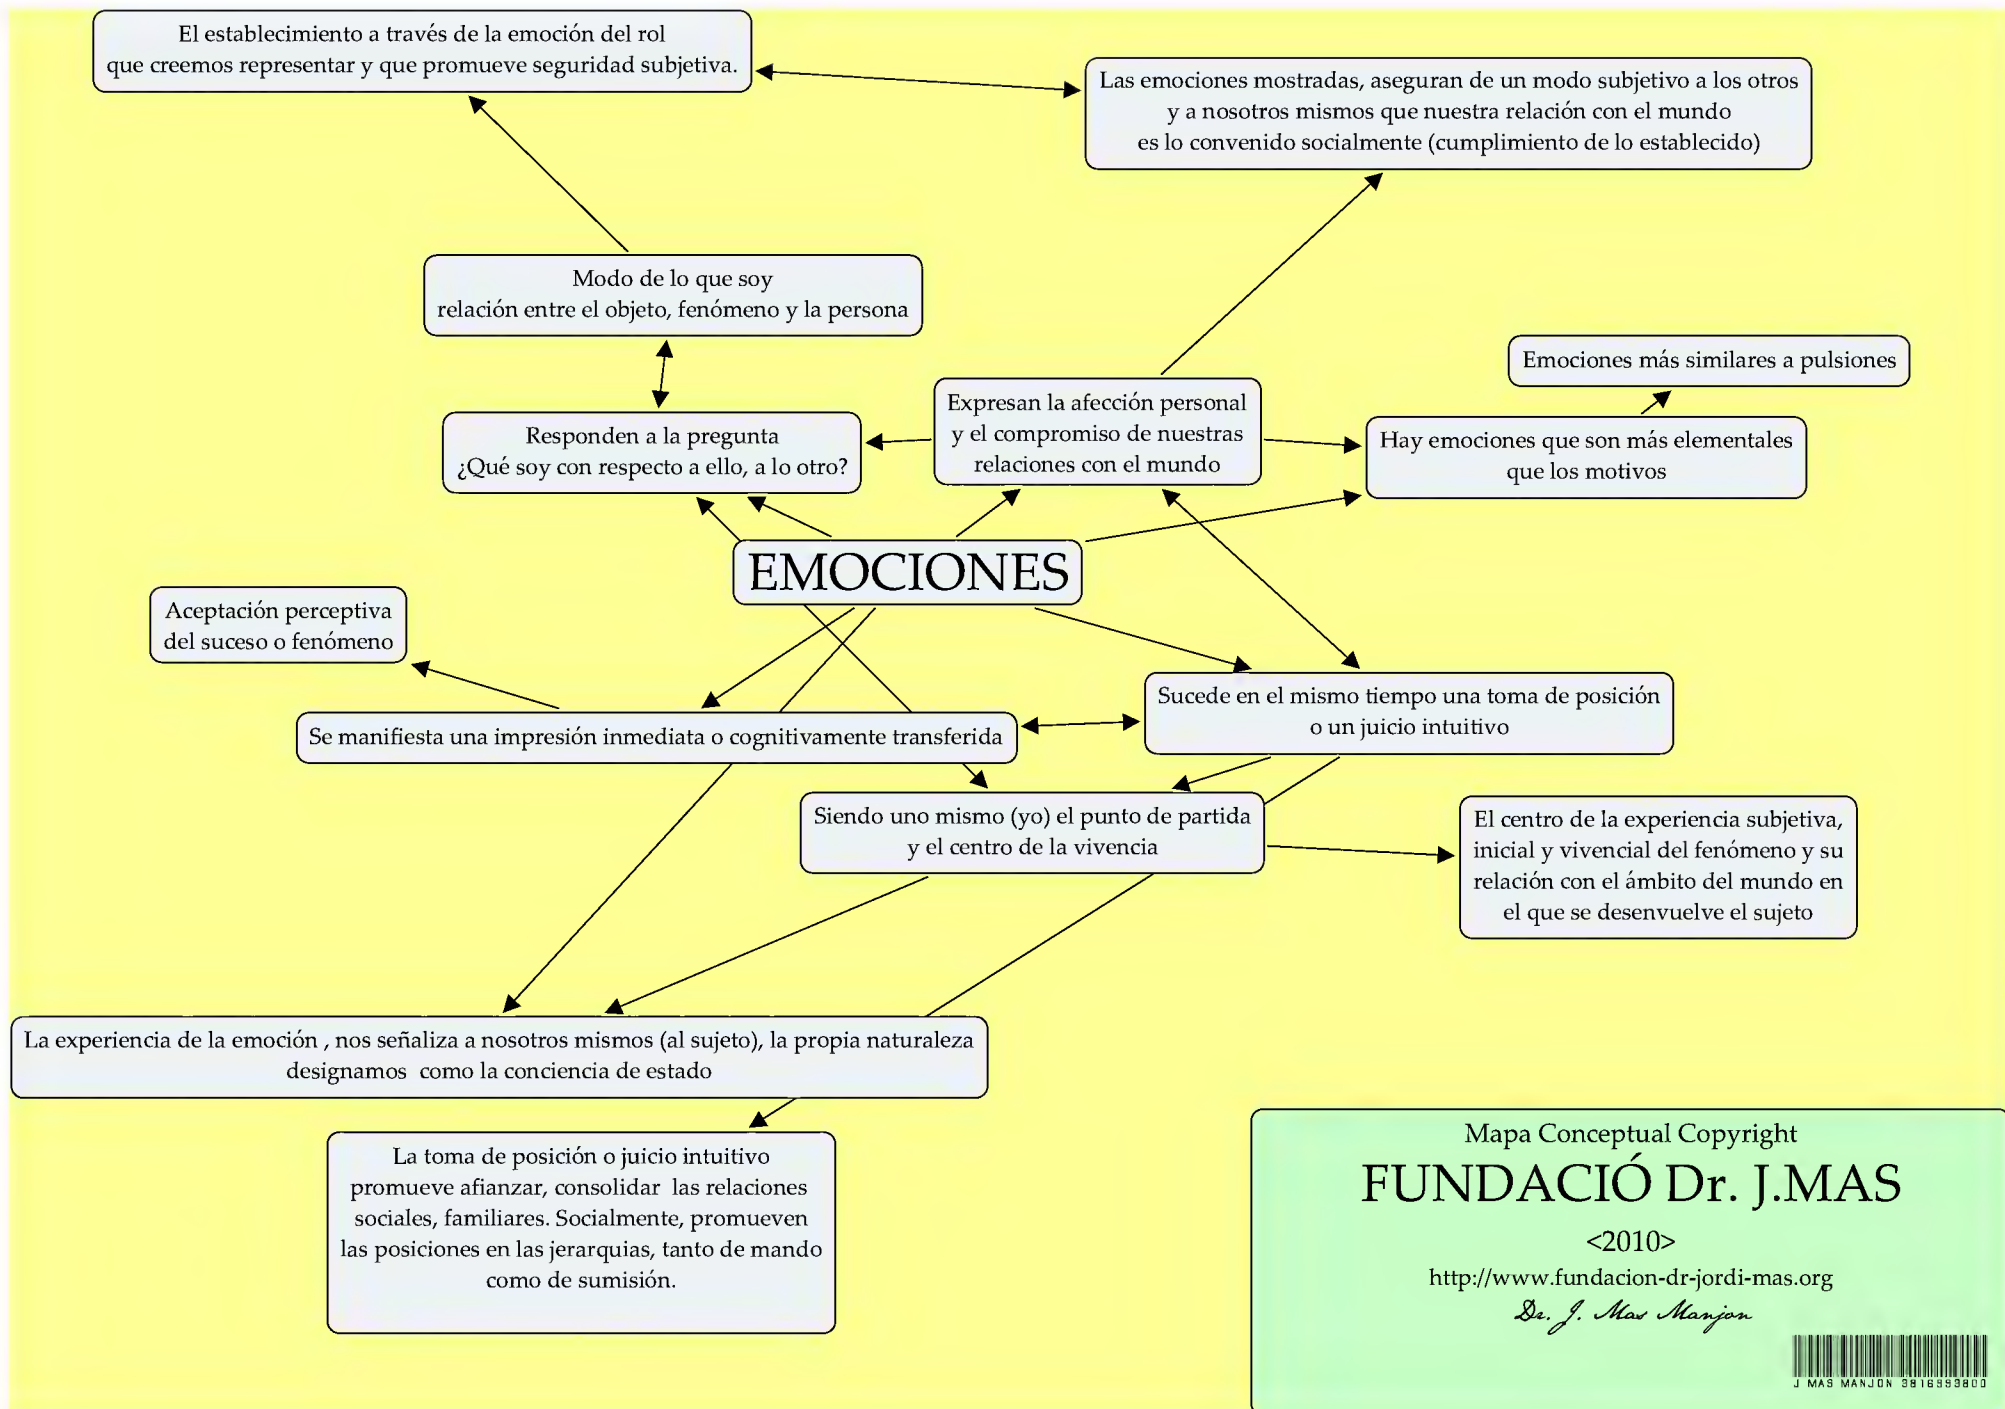 El establecimiento a través de la emoción del rol
que creemos representar y que promueve seguridad subjetiva.
Las emociones mostradas, aseguran de un modo subjetivo a los otros
y a nosotros mismos que nuestra relación con el mundo
es lo convenido socialmente (cumplimiento de lo establecido)
Modo de lo que soy
relación entre el objeto, fenómeno y la persona
Emociones más similares a pulsiones
Expresan la afección personal
y el compromiso de nuestras
relaciones con el mundo
Responden a la pregunta
¿Qué soy con respecto a ello, a lo otro?
Hay emociones que son más elementales
que los motivos
EMOCIONES
Aceptación perceptiva
del suceso o fenómeno
Sucede en el mismo tiempo una toma de posición
o un juicio intuitivo
Se manifiesta una impresión inmediata o cognitivamente transferida
Siendo uno mismo (yo) el punto de partida
y el centro de la vivencia
El centro de la experiencia subjetiva,
inicial y vivencial del fenómeno y su
relación con el ámbito del mundo en
el que se desenvuelve el sujeto
La experiencia de la emoción , nos señaliza a nosotros mismos (al sujeto), la propia naturaleza
designamos  como la conciencia de estado
La toma de posición o juicio intuitivo
promueve afianzar, consolidar  las relaciones
sociales, familiares. Socialmente, promueven
las posiciones en las jerarquias, tanto de mando
como de sumisión.
Mapa Conceptual Copyright
FUNDACIÓ Dr. J.MAS
<2010>
http://www.fundacion-dr-jordi-mas.org
Dr. J. Mas Manjon
J MAS MANJON